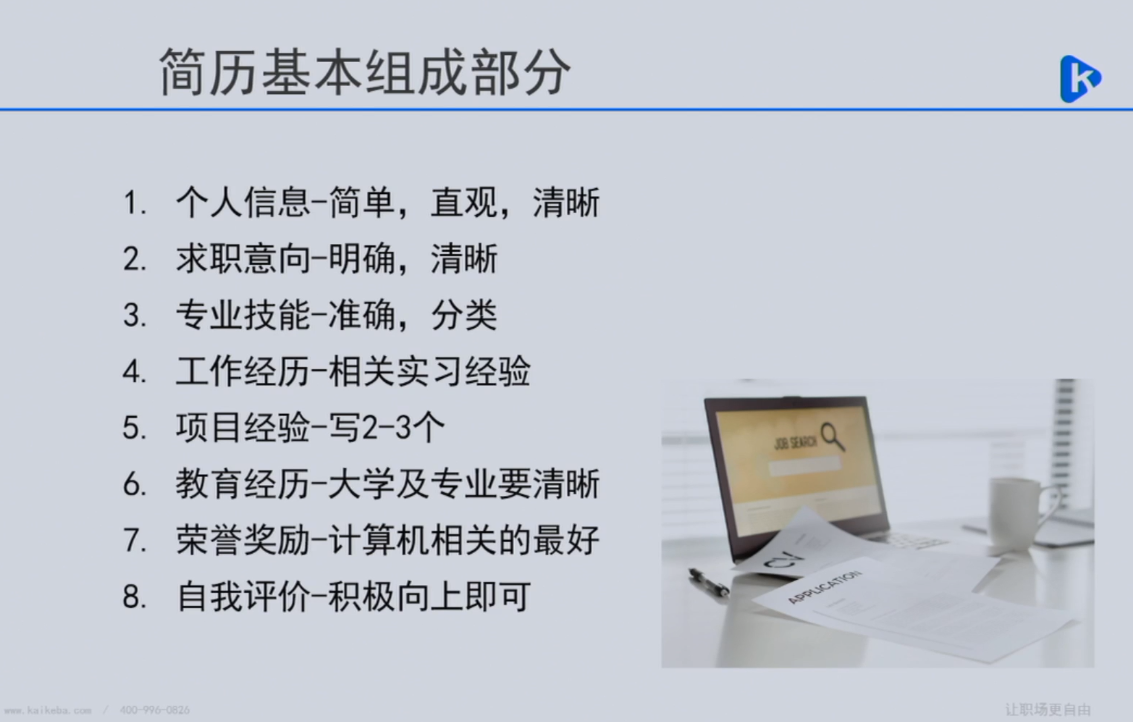 简历基本组成部分
k
1. 个人信息-简单，直观，清晰
2. 求职意向-明确，清晰
3. 专业技能-准确，分类
4. 工作经历-相关实习经验
5. 项目经验-写2-3个
6. 教育经历-大学及专业要清晰
7. 荣誉奖励-计算机相关的最好
8. 自我评价-积极向上即可
JOB SEARCH
CV
APPLICATION
www.kaikeba.com / 400-996-0826
让职场更自由